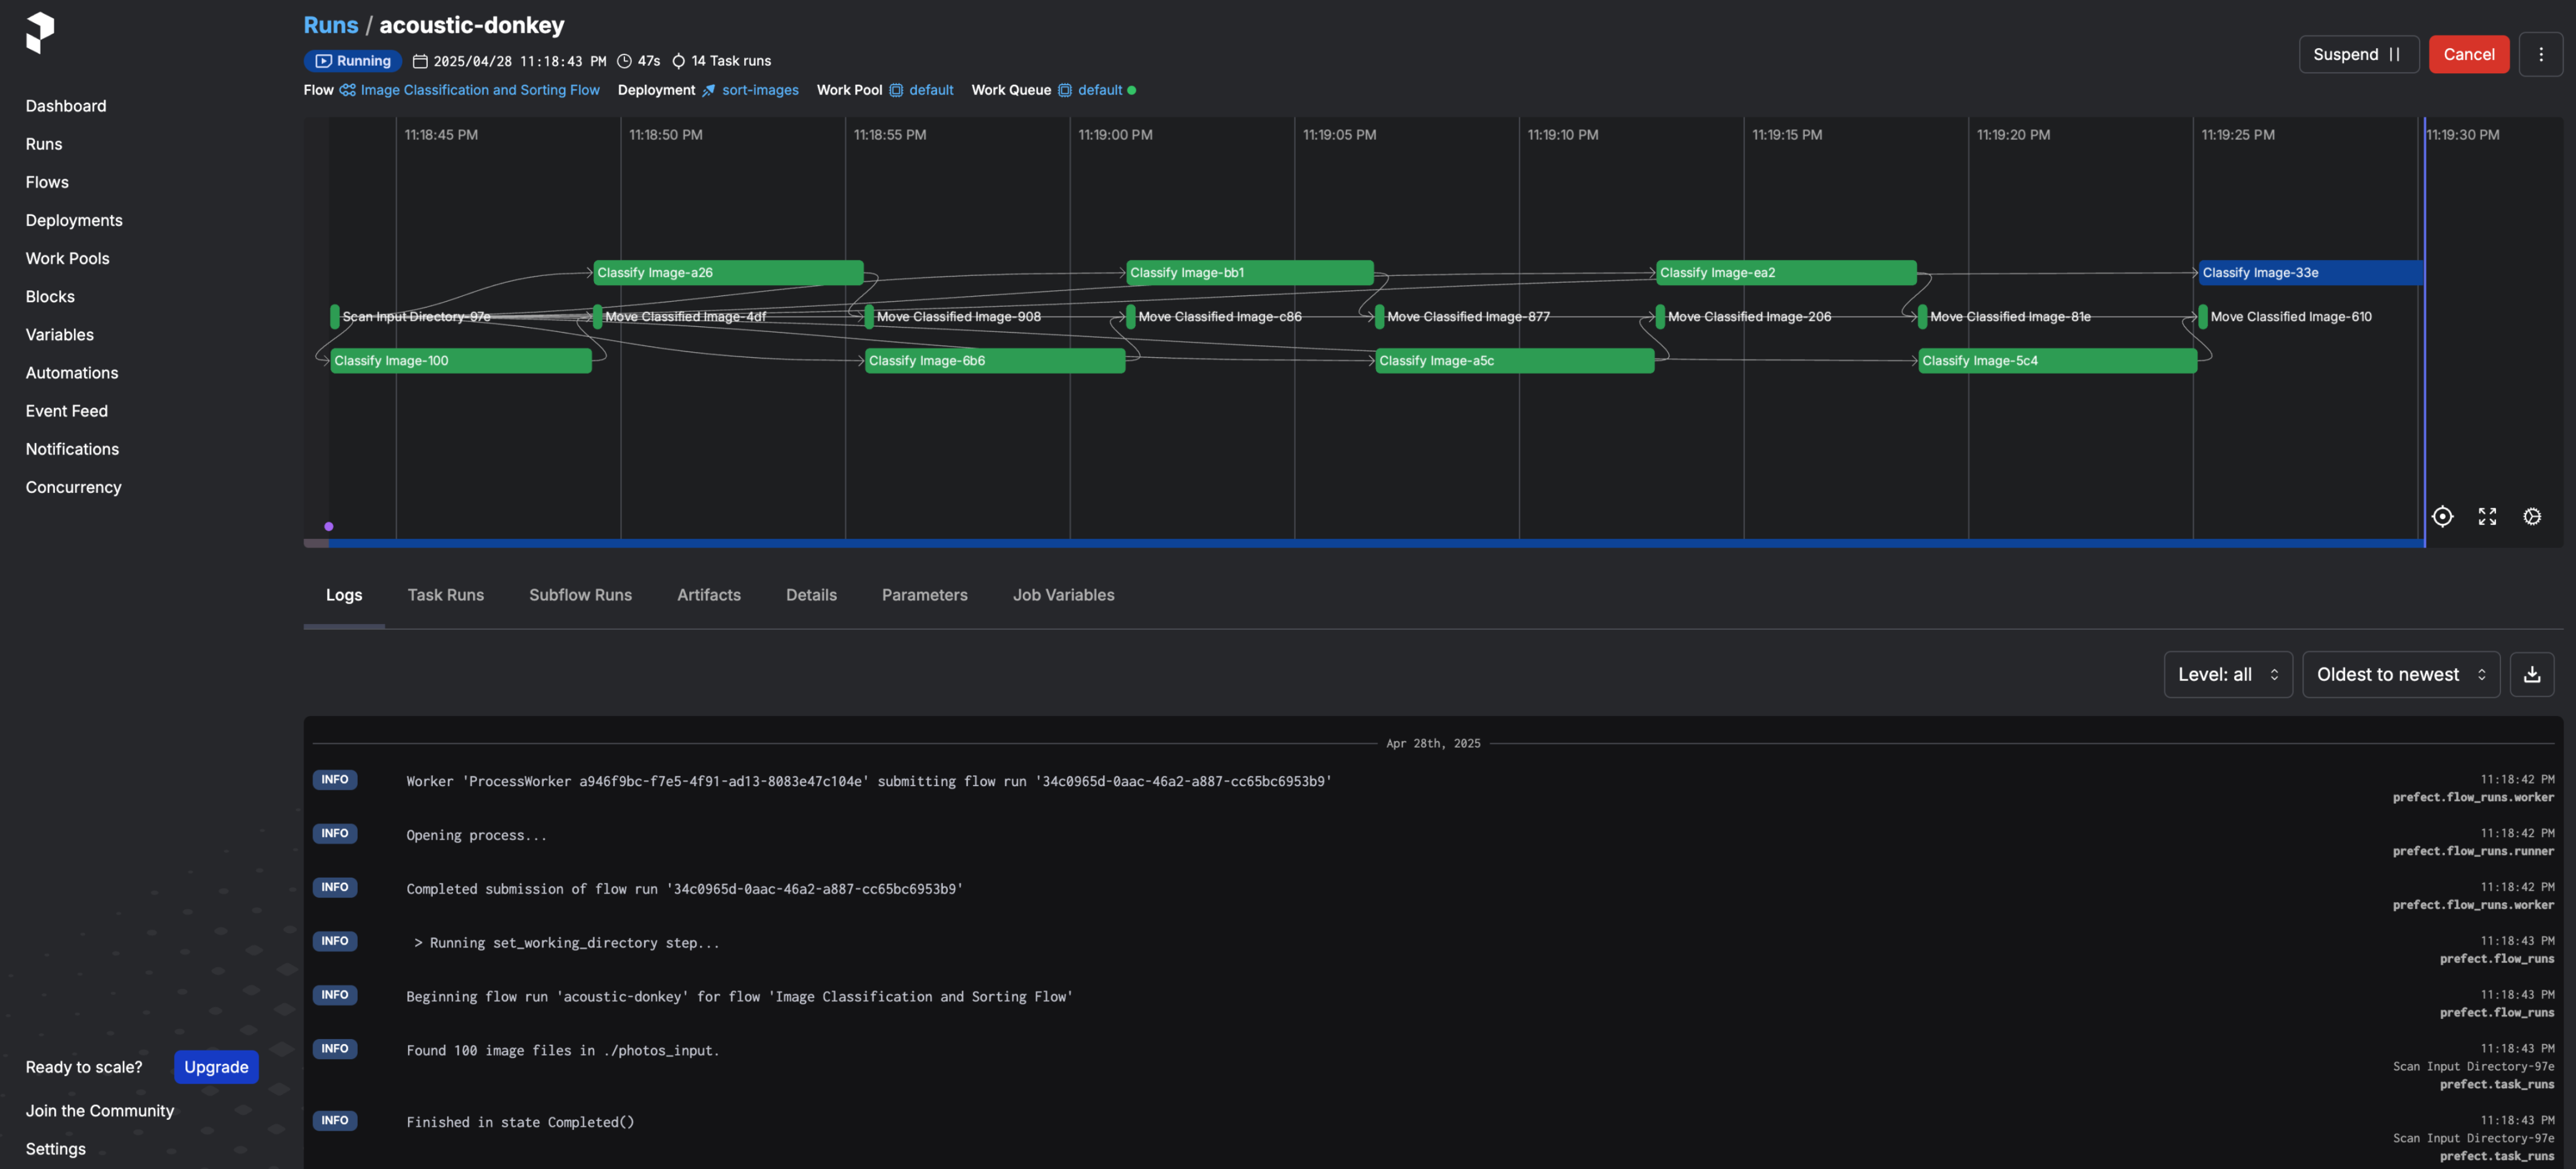 Runs / acoustic-donkey
Running 2025/04/28 11:18:43 PM 47s 14 Task runs
Flow Image Classification and Sorting Flow Deployment sort-images Work Pool default Work Queue default
Suspend Cancel
Dashboard
Runs
Flows
Deployments
Work Pools
Blocks
Variables
Automations
Event Feed
Notifications
Concurrency
Ready to scale? Upgrade
Join the Community
Settings
11:18:45 PM 11:18:50 PM 11:18:55 PM 11:19:00 PM 11:19:05 PM 11:19:10 PM 11:19:15 PM 11:19:20 PM 11:19:25 PM 11:19:30 PM
Classify Image-a26 Classify Image-bb1 Classify Image-ea2 Classify Image-33e
Scan Input Directory-97e Move Classified Image-4df Move Classified Image-908 Move Classified Image-c86 Move Classified Image-877 Move Classified Image-206 Move Classified Image-81e Move Classified Image-610
Classify Image-100 Classify Image-6b6 Classify Image-a5c Classify Image-5c4
Logs Task Runs Subflow Runs Artifacts Details Parameters Job Variables
Level: all Oldest to newest
Apr 28th, 2025
INFO Worker 'ProcessWorker a946f9bc-f7e5-4f91-ad13-8083e47c104e' submitting flow run '34c0965d-0aac-46a2-a887-cc65bc6953b9' 11:18:42 PM
prefect.flow_runs.worker
INFO Opening process... 11:18:42 PM
prefect.flow_runs.runner
INFO Completed submission of flow run '34c0965d-0aac-46a2-a887-cc65bc6953b9' 11:18:42 PM
prefect.flow_runs.worker
INFO > Running set_working_directory step... 11:18:43 PM
prefect.flow_runs
INFO Beginning flow run 'acoustic-donkey' for flow 'Image Classification and Sorting Flow' 11:18:43 PM
prefect.flow_runs
INFO Found 100 image files in ./photos_input. 11:18:43 PM
Scan Input Directory-97e
prefect.task_runs
INFO Finished in state Completed() 11:18:43 PM
Scan Input Directory-97e
prefect.task_runs